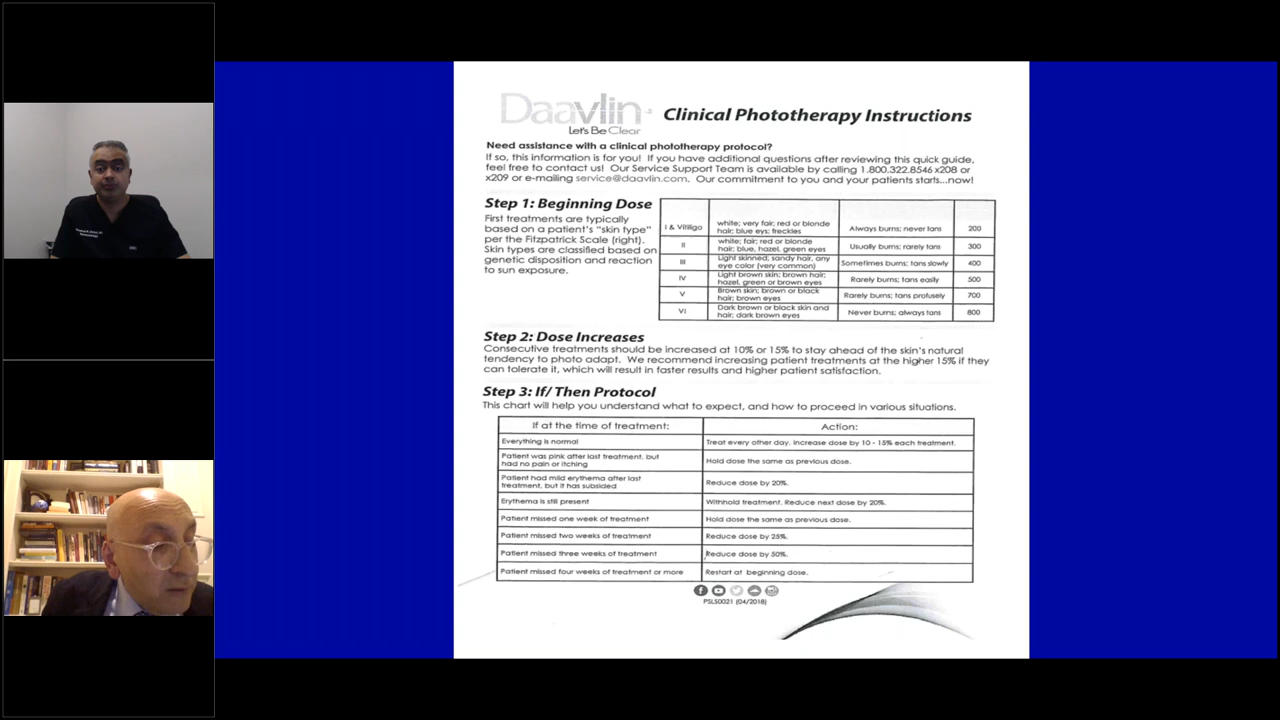 Daavlin
Let's Be Clear
Clinical Phototherapy Instructions
Need assistance with a clinical phototherapy protocol?
If so, this information is for you! If you have additional questions after reviewing this quick guide,
feel free to contact us! Our Service Support Team is available by calling 1.800.322.8546 x208 or
x209 or e-mailing service@daavlin.com. Our commitment to you and your patients starts...now!
Step 1: Beginning Dose
First treatments are typically
based on a patient's "skin type"
per the Fitzpatrick Scale (right).
Skin types are classified based on
genetic disposition and reaction
to sun exposure.
I & Vitiligo
white; very fair; red or blonde
hair; blue eys; freckles
Always burns; never tans
200
II
white; fair; red or blonde
hair; blue, hazel, green eyes
Usually burns; rarely tans
300
III
Light skinned; sandy hair, any
eye color (very common)
Sometimes burns; tans slowly
400
IV
Light brown skin; brown hair;
hazel, green or brown eyes
Rarely burns; tans easily
500
V
Brown skin; brown or black
hair; brown eyes
Rarely burns; tans profusely
700
VI
Dark brown or black skin and
hair; dark brown eyes
Never burns; always tans
800
Step 2: Dose Increases
Consecutive treatments should be increased at 10% or 15% to stay ahead of the skin's natural
tendency to photo adapt. We recommend increasing patient treatments at the higher 15% if they
can tolerate it, which will result in faster results and higher patient satisfaction.
Step 3: If/ Then Protocol
This chart will help you understand what to expect, and how to proceed in various situations.
If at the time of treatment:
Action:
Everything is normal
Treat every other day. Increase dose by 10 - 15% each treatment.
Patient was pink after last treatment, but
had no pain or itching
Hold dose the same as previous dose.
Patient had mild erythema after last
treatment, but it has subsided
Reduce dose by 20%.
Erythema is still present
Withhold treatment. Reduce next dose by 20%.
Patient missed one week of treatment
Hold dose the same as previous dose.
Patient missed two weeks of treatment
Reduce dose by 25%.
Patient missed three weeks of treatment
Reduce dose by 50%.
Patient missed four weeks of treatment or more
Restart at beginning dose.
PSLS0021 (04/2018)